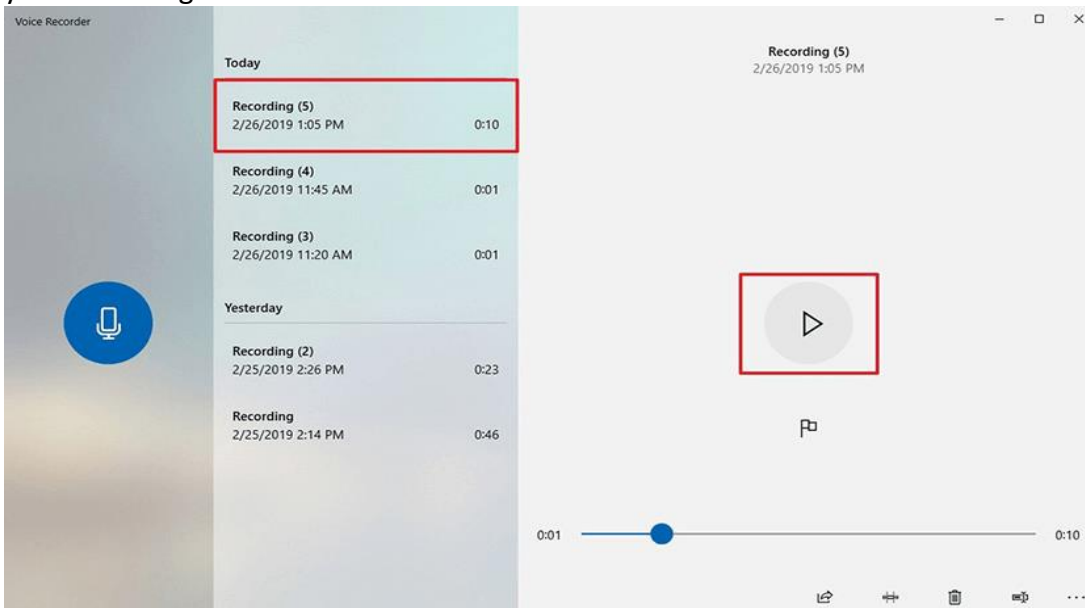 Voice Recorder
Today
Recording (5)
2/26/2019 1:05 PM 0:10
Recording (4)
2/26/2019 11:45 AM 0:01
Recording (3)
2/26/2019 11:20 AM 0:01
Yesterday
Recording (2)
2/25/2019 2:26 PM 0:23
Recording
2/25/2019 2:14 PM 0:46
Recording (5)
2/26/2019 1:05 PM
0:01 0:10